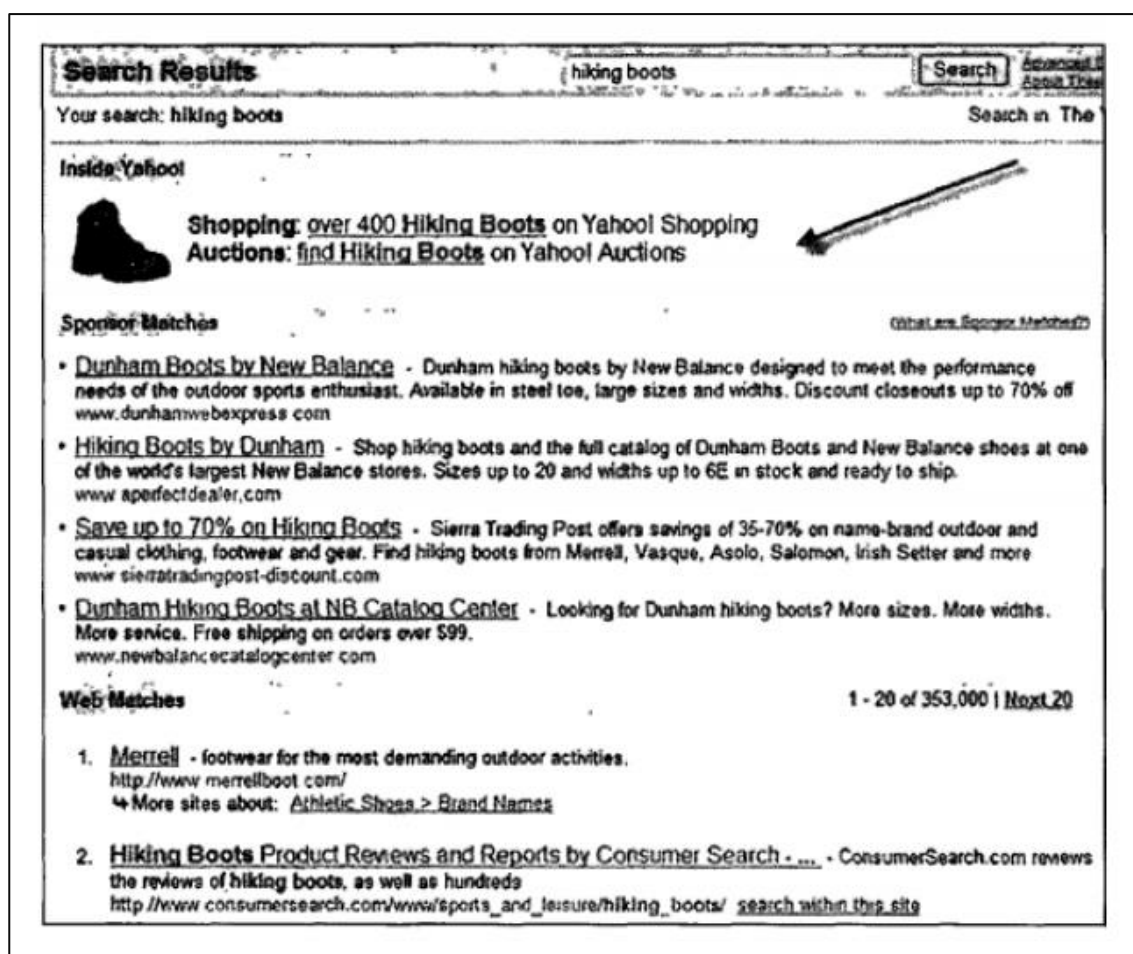 Search Results hiking boots Search Advanced
About
Your search: hiking boots Search in The
Inside Yahoo!
Shopping: over 400 Hiking Boots on Yahoo! Shopping
Auctions: find Hiking Boots on Yahoo! Auctions
Sponsor Matches (What are Sponsor Matches?)
• Dunham Boots by New Balance - Dunham hiking boots by New Balance designed to meet the performance
needs of the outdoor sports enthusiast. Available in steel toe, large sizes and widths. Discount closeouts up to 70% off
www.dunhamwebexpress com
• Hiking Boots by Dunham - Shop hiking boots and the full catalog of Dunham Boots and New Balance shoes at one
of the world's largest New Balance stores. Sizes up to 20 and widths up to 6E in stock and ready to ship.
www aperfectdealer.com
• Save up to 70% on Hiking Boots - Sierra Trading Post offers savings of 35-70% on name-brand outdoor and
casual clothing, footwear and gear. Find hiking boots from Merrell, Vasque, Asolo, Salomon, Irish Setter and more
www sierratradingpost-discount.com
• Dunham Hiking Boots at NB Catalog Center - Looking for Dunham hiking boots? More sizes. More widths.
More service. Free shipping on orders over $99.
www.newbalancecatalogcenter com
Web Matches 1 - 20 of 353,000 | Next 20
1. Merrell - footwear for the most demanding outdoor activities.
http://www merrellboot com/
↳More sites about: Athletic Shoes > Brand Names
2. Hiking Boots Product Reviews and Reports by Consumer Search - ... - ConsumerSearch.com reviews
the reviews of hiking boots, as well as hundreds
http //www consumersearch.com/www/sports_and_leisure/hiking_boots/ search within this site